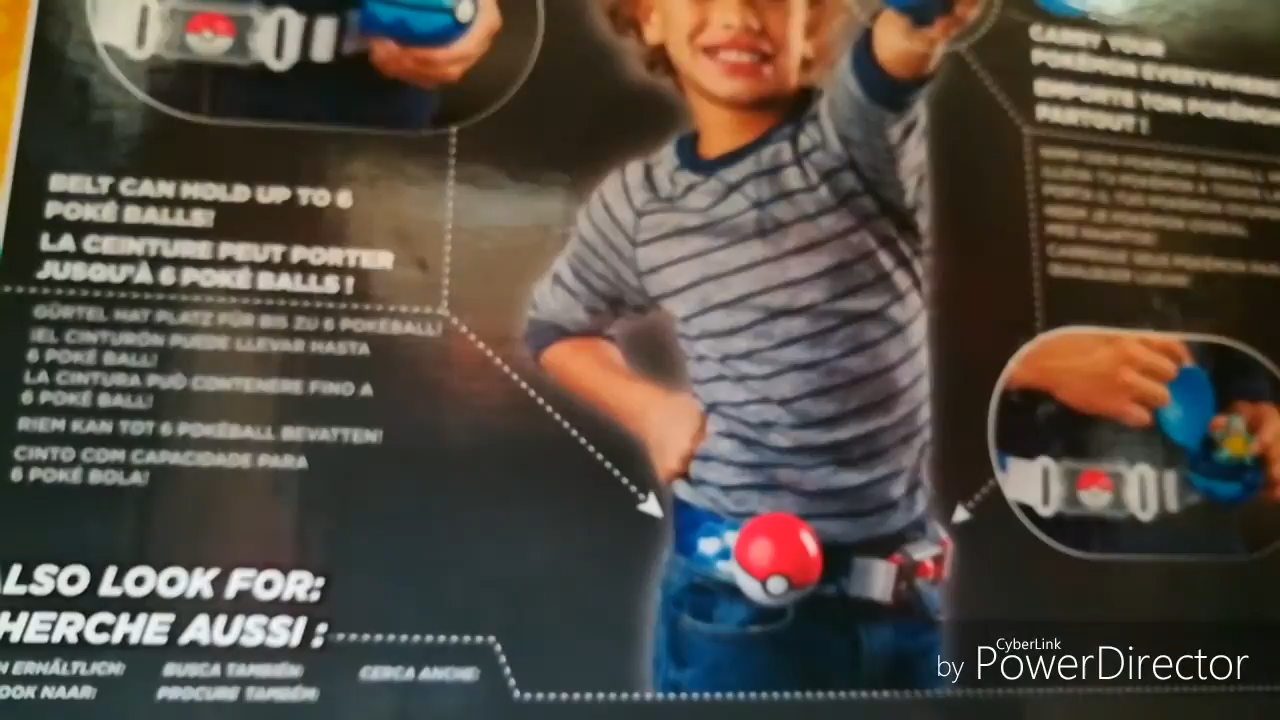 BELT CAN HOLD UP TO 6
POKÉ BALLS!
LA CEINTURE PEUT PORTER
JUSQU'À 6 POKÉ BALLS !
GÜRTEL HAT PLATZ FÜR BIS ZU 6 POKÉBALL!
¡EL CINTURÓN PUEDE LLEVAR HASTA
6 POKÉ BALL!
LA CINTURA PUÒ CONTENERE FINO A
6 POKÉ BALL!
RIEM KAN TOT 6 POKÉBALL BEVATTEN!
CINTO COM CAPACIDADE PARA
6 POKÉ BOLA!
CARRY YOUR
POKÉMON EVERYWHERE
EMPORTE TON POKÉMON
PARTOUT !
ALSO LOOK FOR:
HERCHE AUSSI :
ERHÄLTLICH:
BUSCA TAMBIÉN:
CERCA ANCHE:
OOK NAAR:
PROCURE TAMBÉM:
CyberLink
by PowerDirector